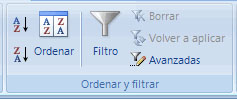 A Z
Z A
Z A
A Z
Ordenar
Filtro
Borrar
Volver a aplicar
Avanzadas
Ordenar y filtrar